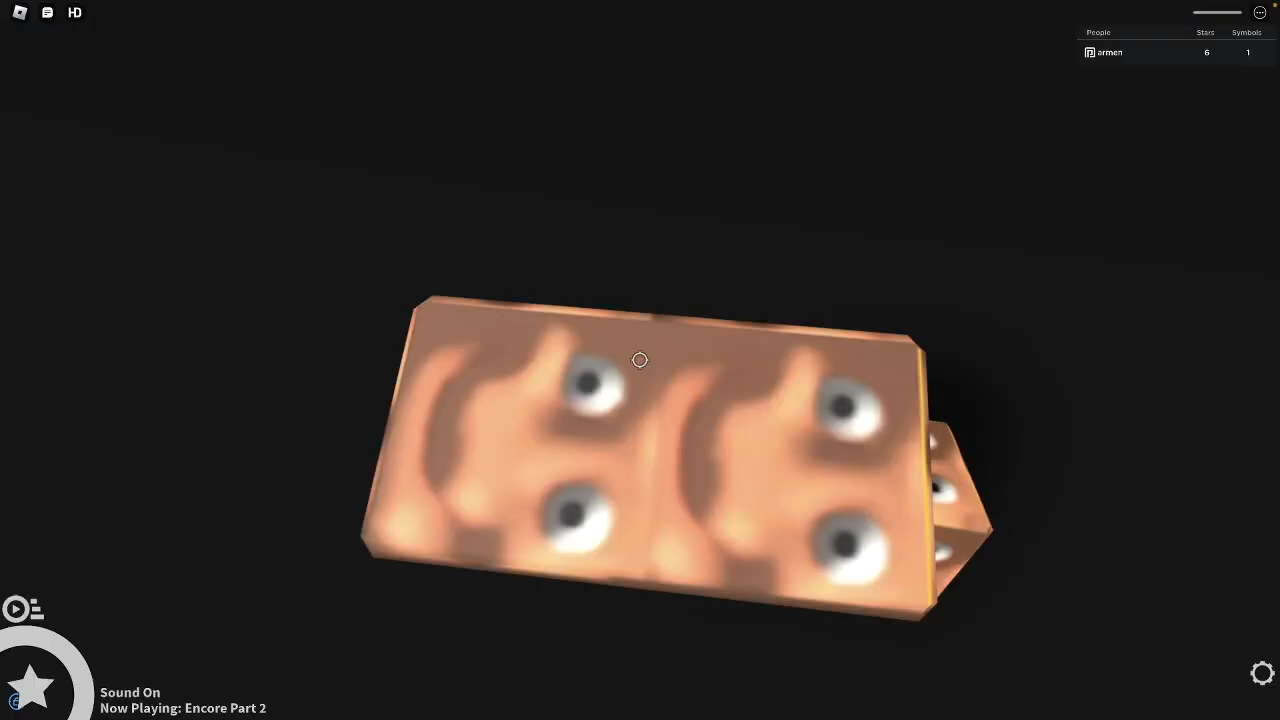 HD
People Stars Symbols
armen 6 1
Sound On
Now Playing: Encore Part 2